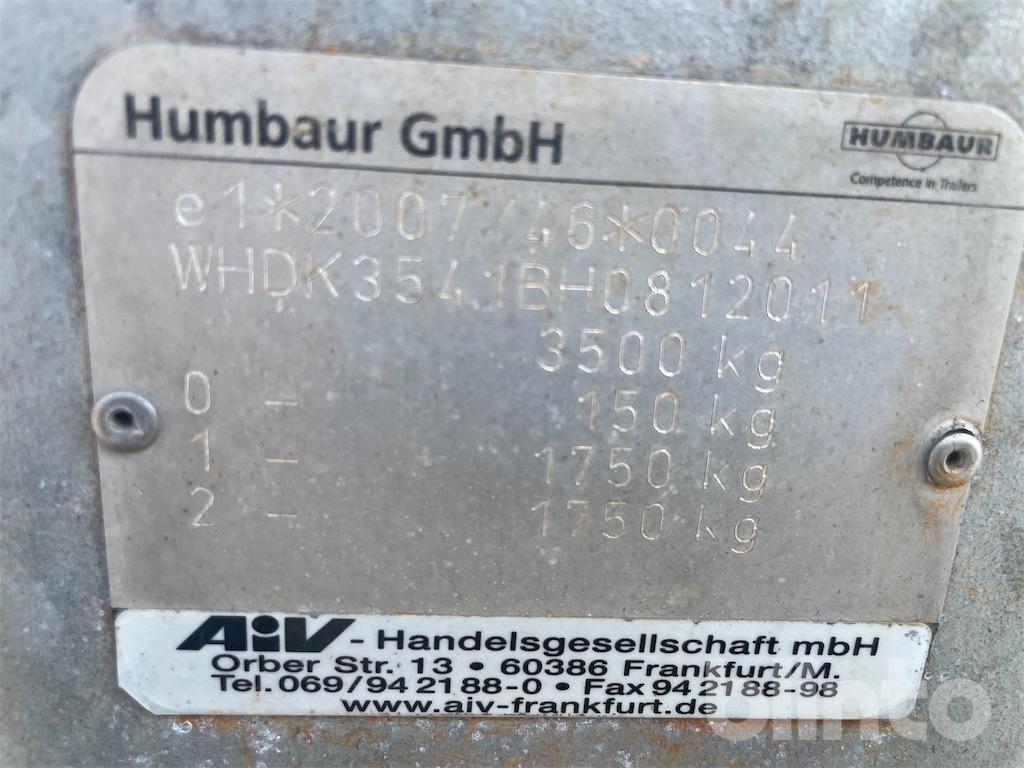 Humbaur GmbH
HUMBAUR
Competence in Trailers
e1*2007/46*0044
WHDK3541BH0812011
3500 kg
0 - 150 kg
1 - 1750 kg
2 - 1750 kg
AiV - Handelsgesellschaft mbH
Orber Str. 13 • 60386 Frankfurt/M.
Tel. 069/94 2188-0 • Fax 94 2188-98
www.aiv-frankfurt.de
blinto